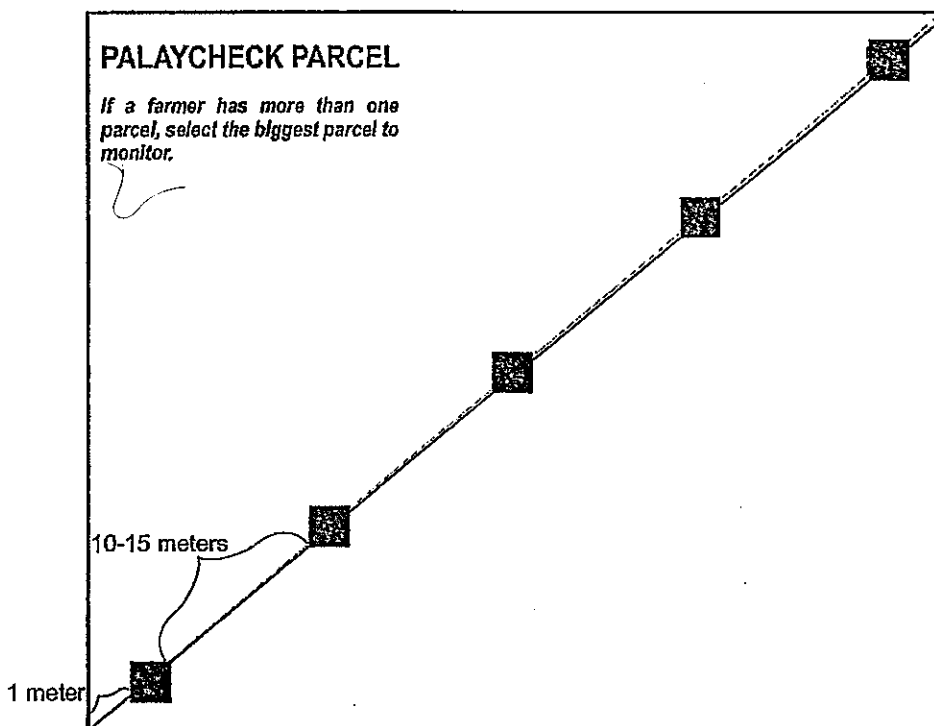 PALAYCHECK PARCEL
If a farmer has more than one
parcel, select the biggest parcel to
monitor.
10-15 meters
1 meter